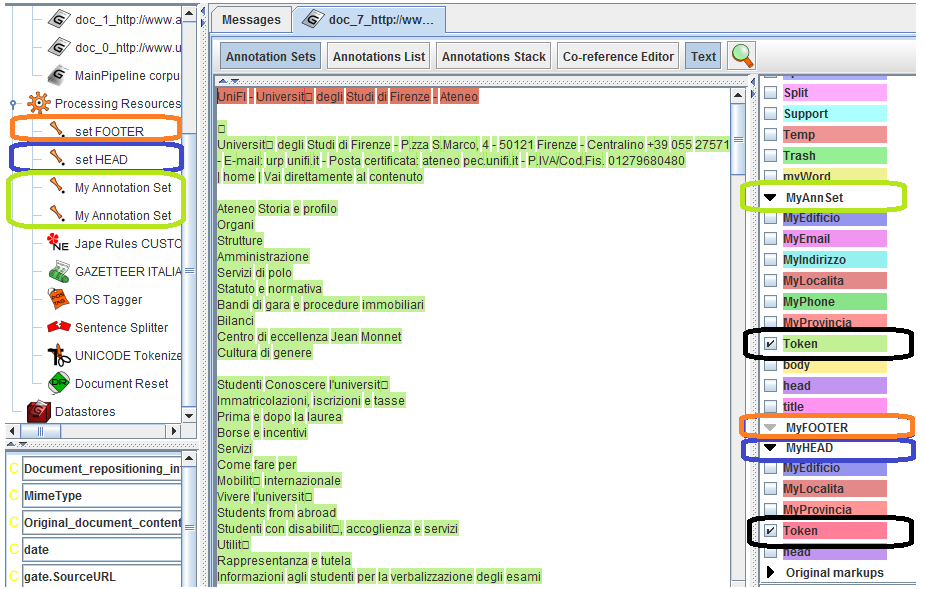 doc_1_http://www.a
doc_0_http://www.u
MainPipeline corpu
Processing Resources
set FOOTER
set HEAD
My Annotation Set
My Annotation Set
NE
Jape Rules CUSTO
GAZETTEER ITALIA
POS Tagger
Sentence Splitter
UNICODE Tokenize
Document Reset
Datastores
C Document_repositioning_in
C MimeType
C Original_document_content
C date
C gate.SourceURL
Messages
doc_7_http://ww...
Annotation Sets
Annotations List
Annotations Stack
Co-reference Editor
Text
UniFI - Universit□ degli Studi di Firenze - Ateneo
□
Universit□ degli Studi di Firenze - P.zza S.Marco, 4 - 50121 Firenze - Centralino +39 055 27571
- E-mail: urp unifi.it - Posta certificata: ateneo pec.unifi.it - P.IVA/Cod.Fis. 01279680480
| home | Vai direttamente al contenuto
Ateneo Storia e profilo
Organi
Strutture
Amministrazione
Servizi di polo
Statuto e normativa
Bandi di gara e procedure immobiliari
Bilanci
Centro di eccellenza Jean Monnet
Cultura di genere
Studenti Conoscere l'universit□
Immatricolazioni, iscrizioni e tasse
Prima e dopo la laurea
Borse e incentivi
Servizi
Come fare per
Mobilit□ internazionale
Vivere l'universit□
Students from abroad
Studenti con disabilit□, accoglienza e servizi
Utilit□
Rappresentanza e tutela
Informazioni agli studenti per la verbalizzazione degli esami
Split
Support
Temp
Trash
myWord
MyAnnSet
MyEdificio
MyEmail
MyIndirizzo
MyLocalita
MyPhone
MyProvincia
Token
body
head
title
MyFOOTER
MyHEAD
MyEdificio
MyLocalita
MyProvincia
Token
head
Original markups